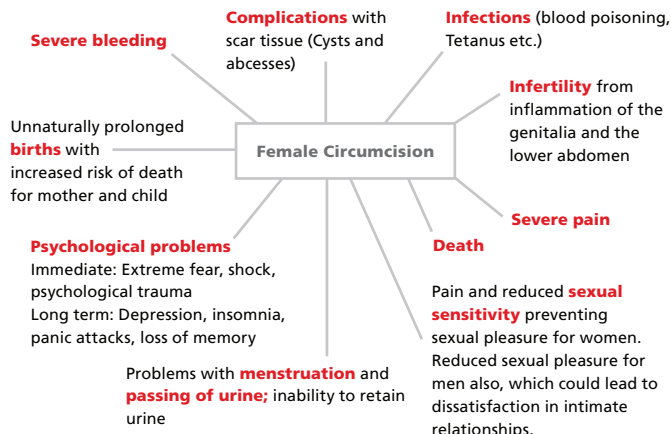 Complications with
scar tissue (Cysts and
abcesses)
Infections (blood poisoning,
Tetanus etc.)
Severe bleeding
Infertility from
inflammation of the
genitalia and the
lower abdomen
Unnaturally prolonged
births with
increased risk of death
for mother and child
Female Circumcision
Severe pain
Death
Psychological problems
Immediate: Extreme fear, shock,
psychological trauma
Long term: Depression, insomnia,
panic attacks, loss of memory
Pain and reduced sexual
sensitivity preventing
sexual pleasure for women.
Reduced sexual pleasure for
men also, which could lead to
dissatisfaction in intimate
relationships.
Problems with menstruation and
passing of urine; inability to retain
urine